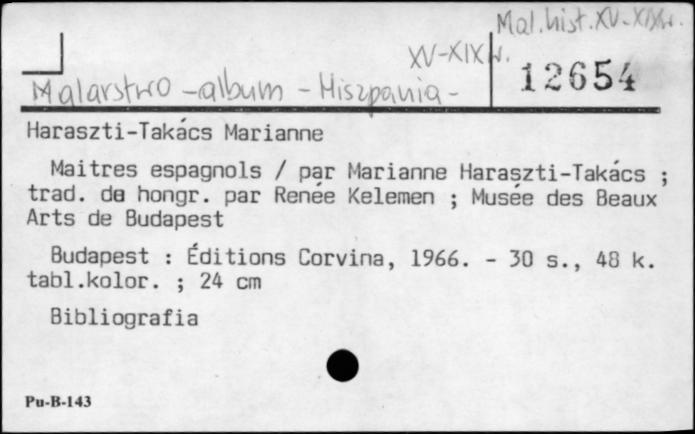 Mal. hist. XV-XIXw.
XV-XIX w.
12654
Malarstwo - album - Hiszpania -
Haraszti-Takács Marianne
Maitres espagnols / par Marianne Haraszti-Takács ;
trad. de hongr. par Renée Kelemen ; Musée des Beaux
Arts de Budapest
Budapest : Éditions Corvina, 1966. - 30 s., 48 k.
tabl.kolor. ; 24 cm
Bibliografia
Pu-B-143